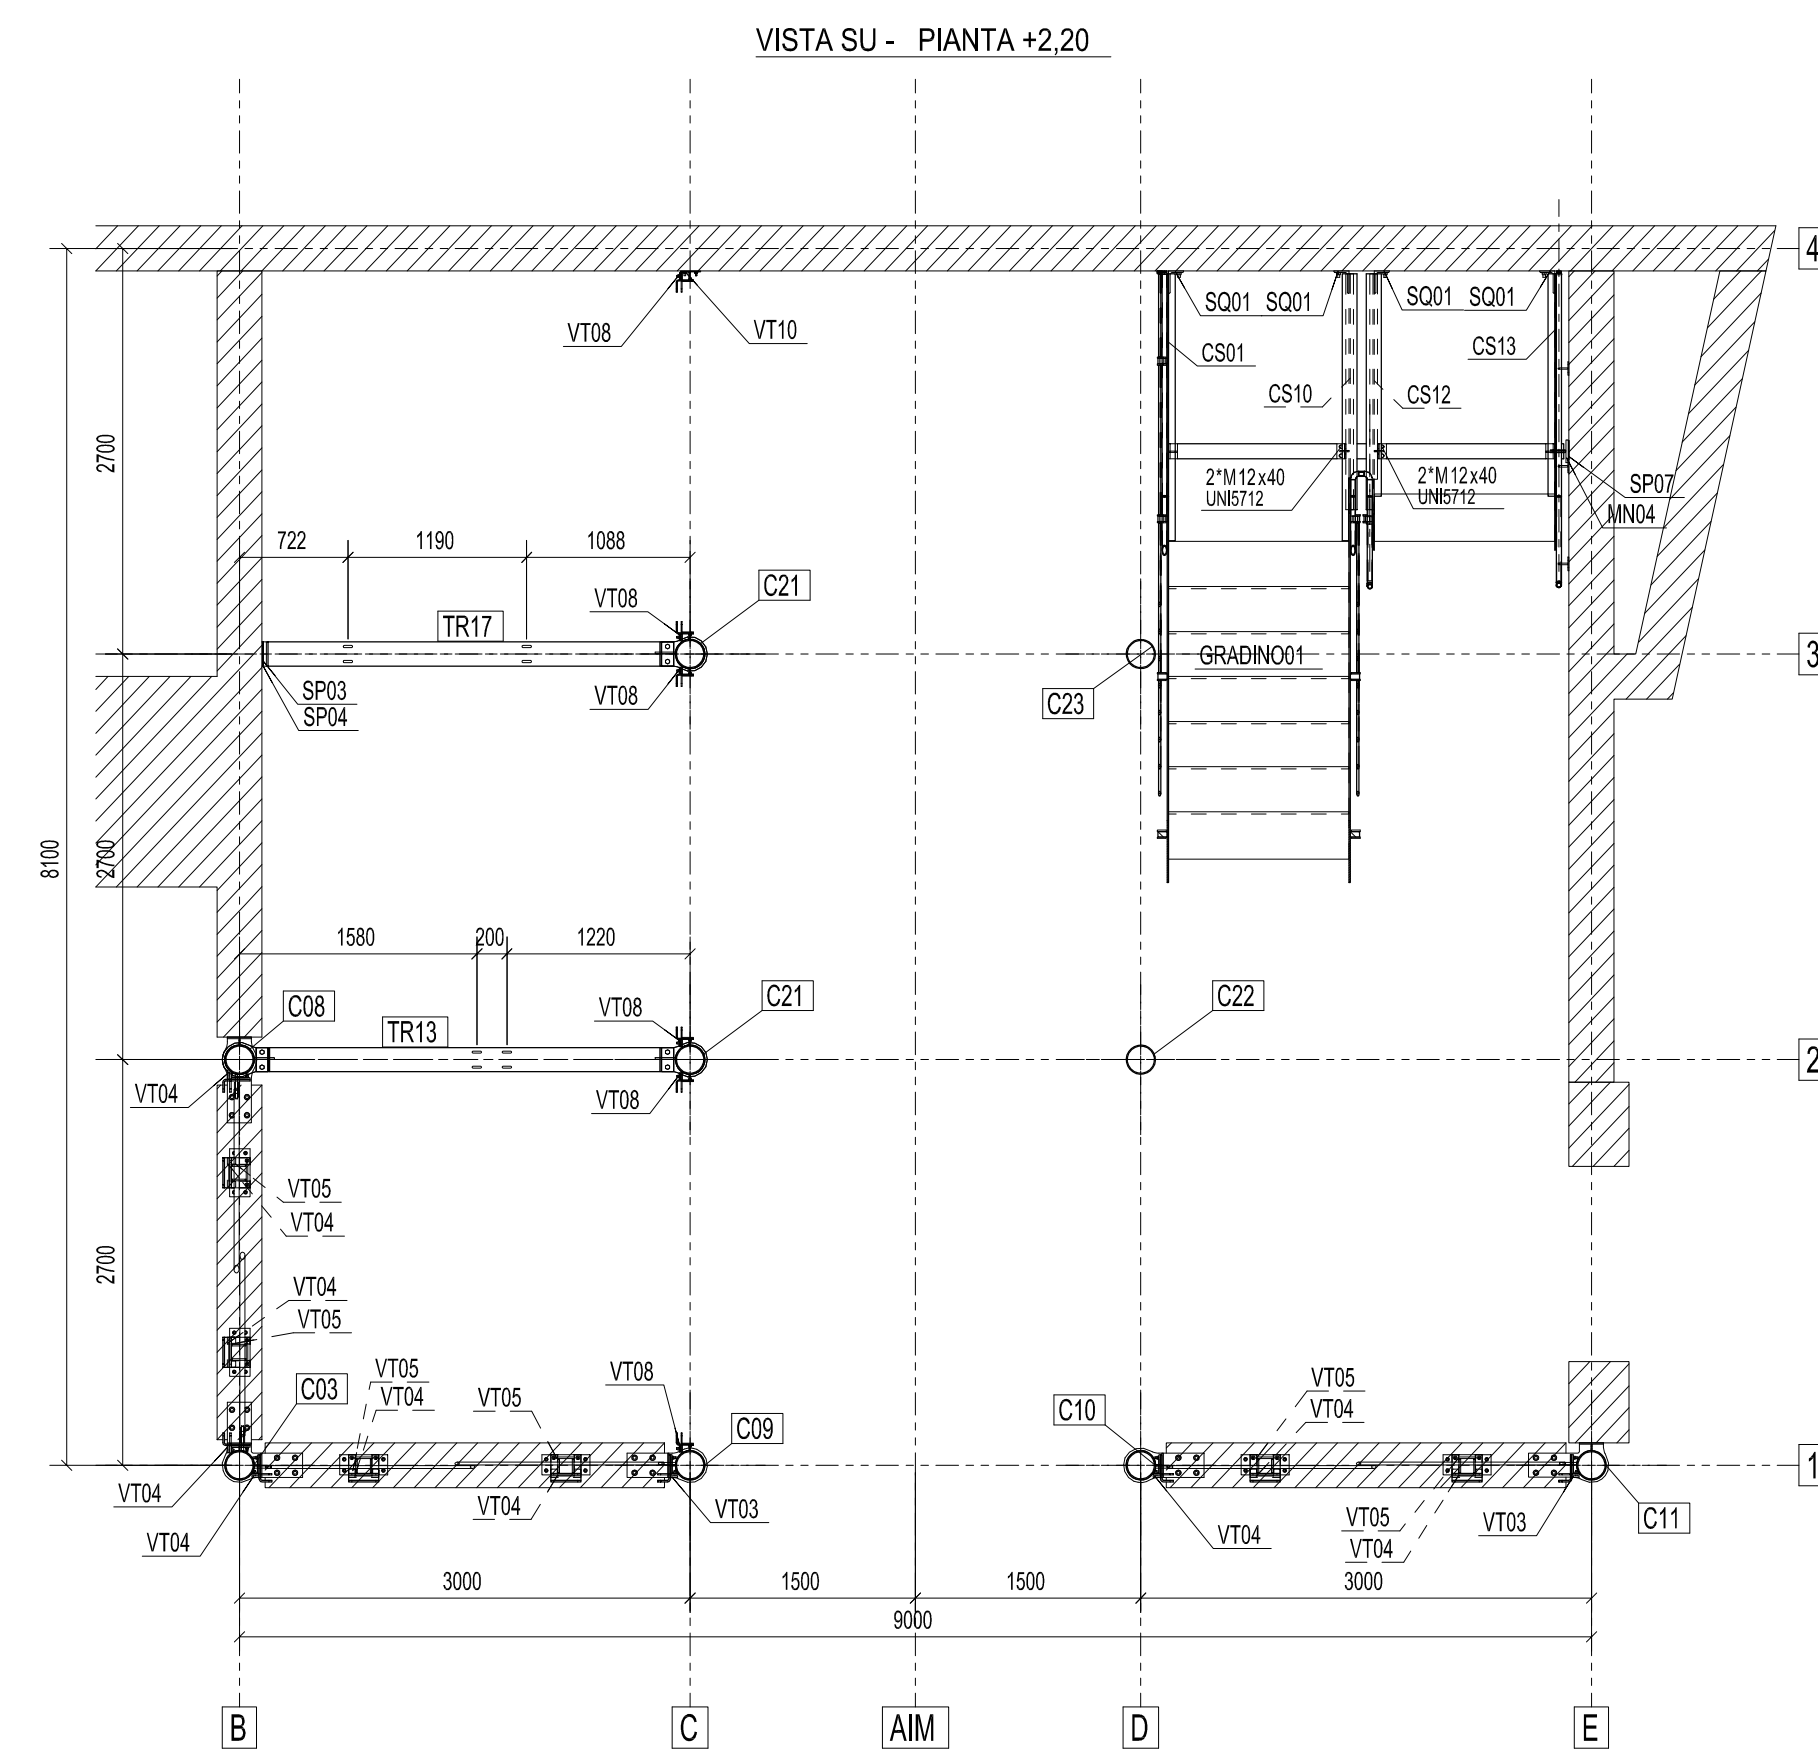 VISTA SU - PIANTA +2,20
4
SQ01 SQ01 SQ01 SQ01
VT08 VT10
CS01 CS13
CS10 CS12
2700
2*M12x40
UNI5712
2*M12x40
UNI5712
SP07
MN04
722 1190 1088
VT08
C21
TR17
3
GRADINO01
SP03
SP04
VT08
C23
8100
2700
1580 200 1220
C08
TR13
VT08
C21
C22
2
VT04
VT08
VT05
VT04
2700
VT04
VT05
C03
VT05
VT04
VT05
VT08
C09
C10
VT05
VT04
1
VT04
VT04
VT04
VT03
VT04
VT05
VT04
VT03
C11
3000 1500 1500 3000
9000
B C AIM D E